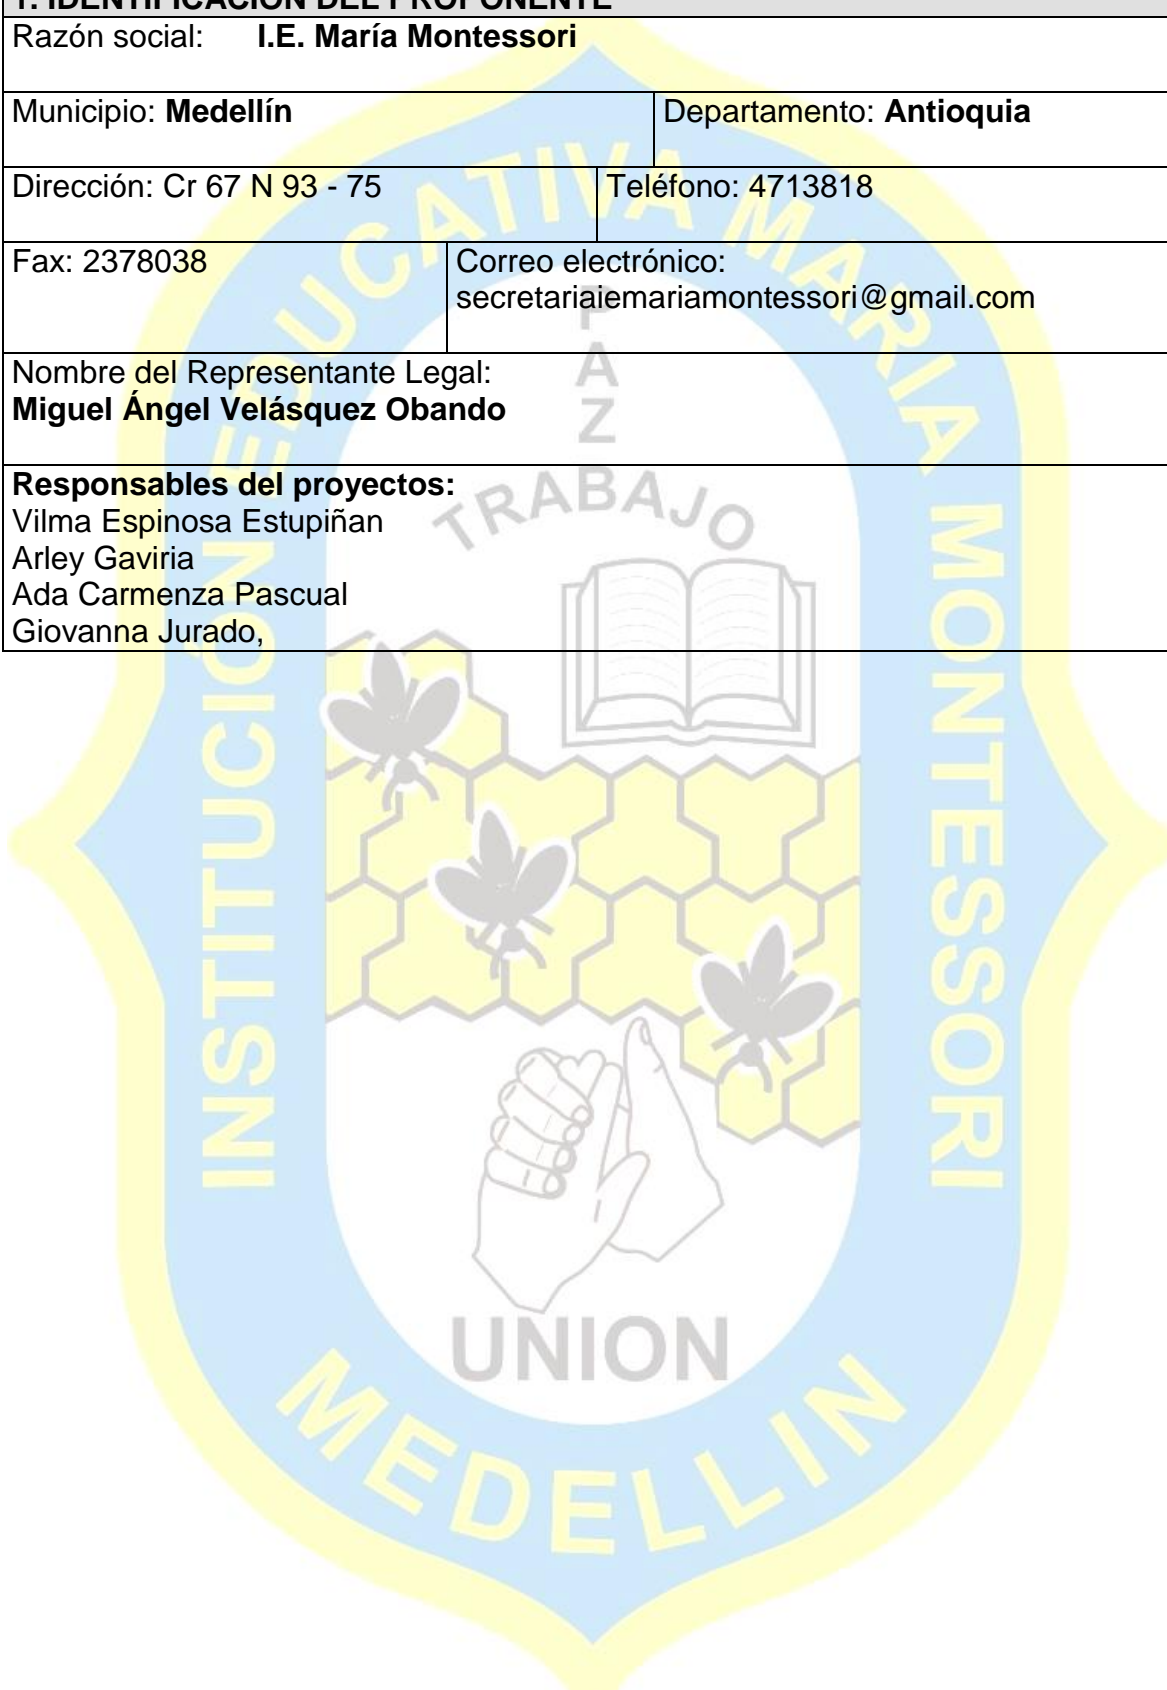 1. IDENTIFICACIÓN DEL PROPONENTE
Razón social: I.E. María Montessori
Municipio: Medellín
Departamento: Antioquia
Dirección: Cr 67 N 93 - 75
Teléfono: 4713818
Fax: 2378038
Correo electrónico:
secretariaiemariamontessori@gmail.com
Nombre del Representante Legal:
Miguel Ángel Velásquez Obando
Responsables del proyectos:
Vilma Espinosa Estupiñan
Arley Gaviria
Ada Carmenza Pascual
Giovanna Jurado,
INSTITUCIÓN EDUCATIVA MARIA MONTESSORI
PAZ
TRABAJO
UNION
MEDELLIN